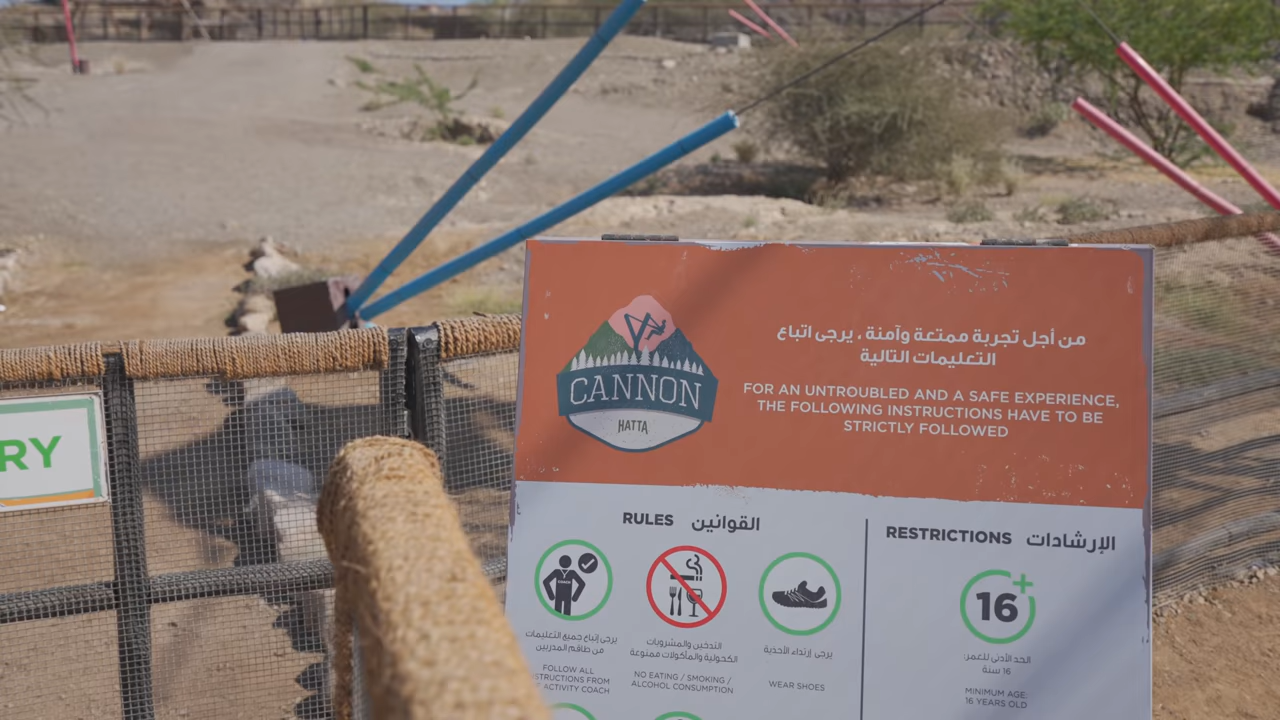 من أجل تجربة ممتعة وآمنة ، يرجى اتباع
التعليمات التالية
FOR AN UNTROUBLED AND A SAFE EXPERIENCE,
THE FOLLOWING INSTRUCTIONS HAVE TO BE
STRICTLY FOLLOWED
CANNON
HATTA
RY
RULES القوانين
RESTRICTIONS الإرشادات
COACH
يرجى إتباع جميع التعليمات
من طاقم المدربين
FOLLOW ALL
STRUCTIONS FROM
ACTIVITY COACH
التدخين والمشروبات
الكحولية والمأكولات ممنوعة
NO EATING / SMOKING /
ALCOHOL CONSUMPTION
يرجى إرتداء الأحذية
WEAR SHOES
16+
الحد الأدنى للعمر:
16 سنة
MINIMUM AGE:
16 YEARS OLD